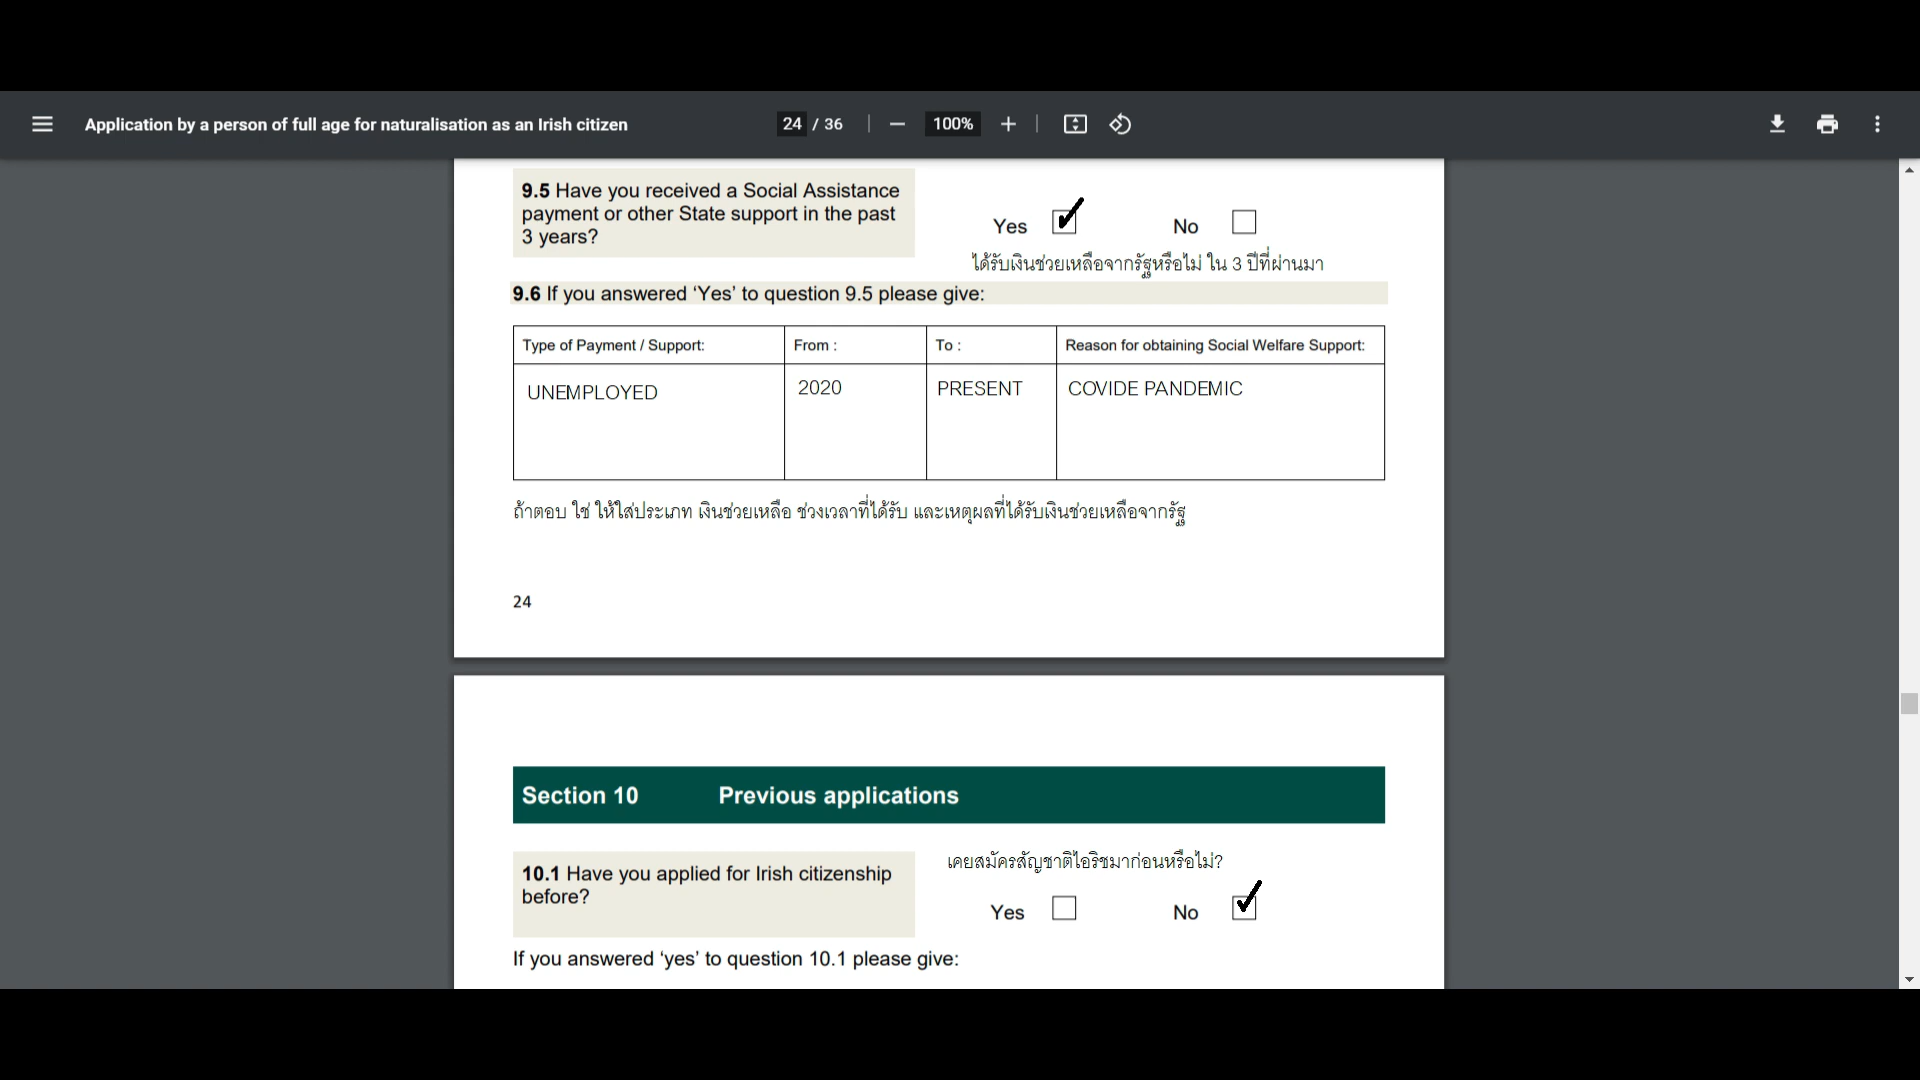 Application by a person of full age for naturalisation as an Irish citizen
24 / 36
100%
9.5 Have you received a Social Assistance
payment or other State support in the past
3 years?
Yes
No
ได้รับเงินช่วยเหลือจากรัฐหรือไม่ ใน 3 ปีที่ผ่านมา
9.6 If you answered ‘Yes’ to question 9.5 please give:
Type of Payment / Support:
From :
To :
Reason for obtaining Social Welfare Support:
UNEMPLOYED
2020
PRESENT
COVIDE PANDEMIC
ถ้าตอบ ใช่ ให้ใส่ประเภท เงินช่วยเหลือ ช่วงเวลาที่ได้รับ และเหตุผลที่ได้รับเงินช่วยเหลือจากรัฐ
24
Section 10 Previous applications
10.1 Have you applied for Irish citizenship
before?
เคยสมัครสัญชาติไอริชมาก่อนหรือไม่?
Yes
No
If you answered ‘yes’ to question 10.1 please give: